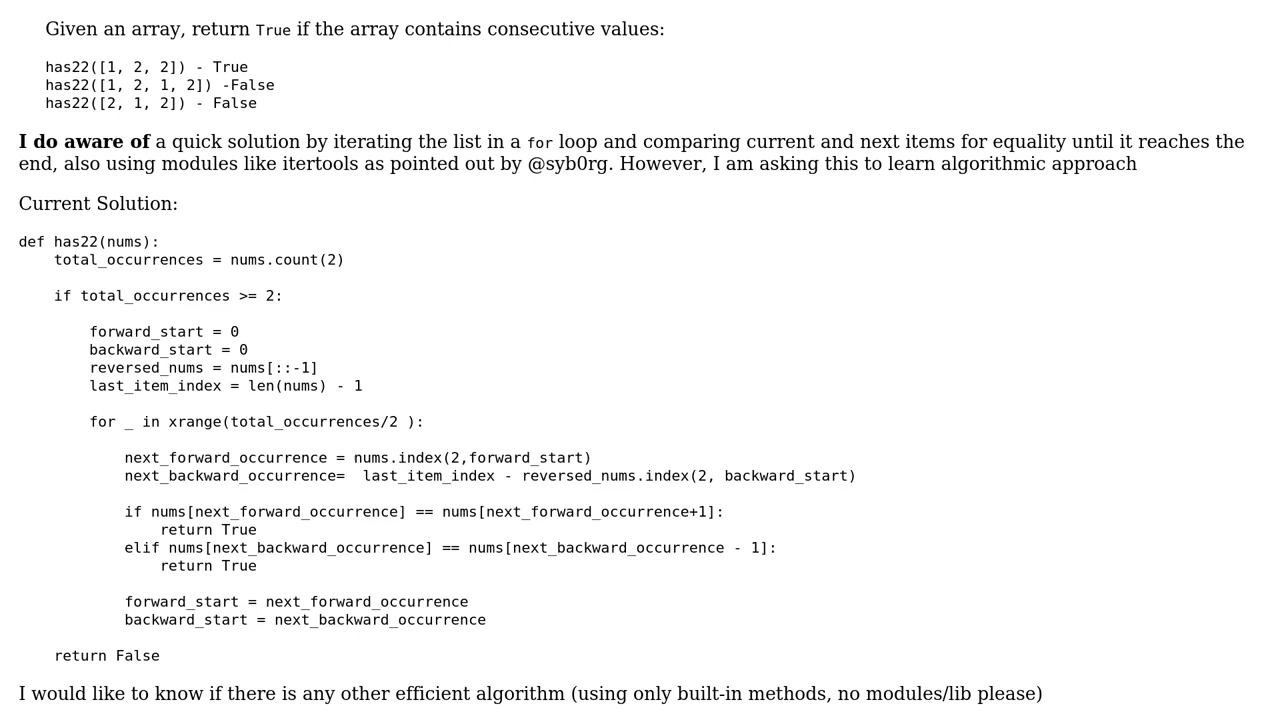 Given an array, return True if the array contains consecutive values:
has22([1, 2, 2]) - True
has22([1, 2, 1, 2]) -False
has22([2, 1, 2]) - False
I do aware of a quick solution by iterating the list in a for loop and comparing current and next items for equality until it reaches the
end, also using modules like itertools as pointed out by @syb0rg. However, I am asking this to learn algorithmic approach
Current Solution:
def has22(nums):
    total_occurrences = nums.count(2)

    if total_occurrences >= 2:

        forward_start = 0
        backward_start = 0
        reversed_nums = nums[::-1]
        last_item_index = len(nums) - 1

        for _ in xrange(total_occurrences/2 ):

            next_forward_occurrence = nums.index(2,forward_start)
            next_backward_occurrence=  last_item_index - reversed_nums.index(2, backward_start)

            if nums[next_forward_occurrence] == nums[next_forward_occurrence+1]:
                return True
            elif nums[next_backward_occurrence] == nums[next_backward_occurrence - 1]:
                return True

            forward_start = next_forward_occurrence
            backward_start = next_backward_occurrence

    return False
I would like to know if there is any other efficient algorithm (using only built-in methods, no modules/lib please)